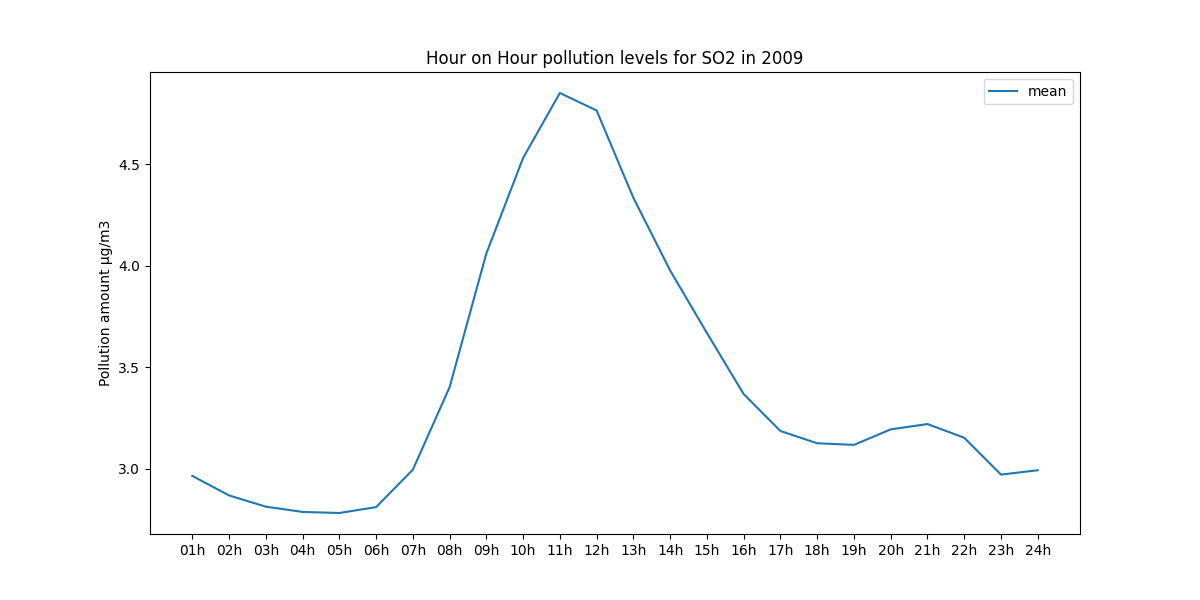 Hour on Hour pollution levels for SO2 in 2009
mean
Pollution amount µg/m3
4.5
4.0
3.5
3.0
01h 02h 03h 04h 05h 06h 07h 08h 09h 10h 11h 12h 13h 14h 15h 16h 17h 18h 19h 20h 21h 22h 23h 24h